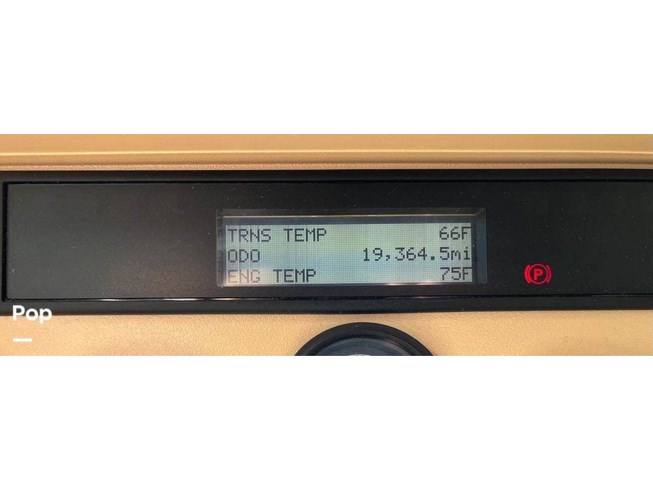 TRNS TEMP 66F
ODO 19,364.5mi
ENG TEMP 75F
P
Pop